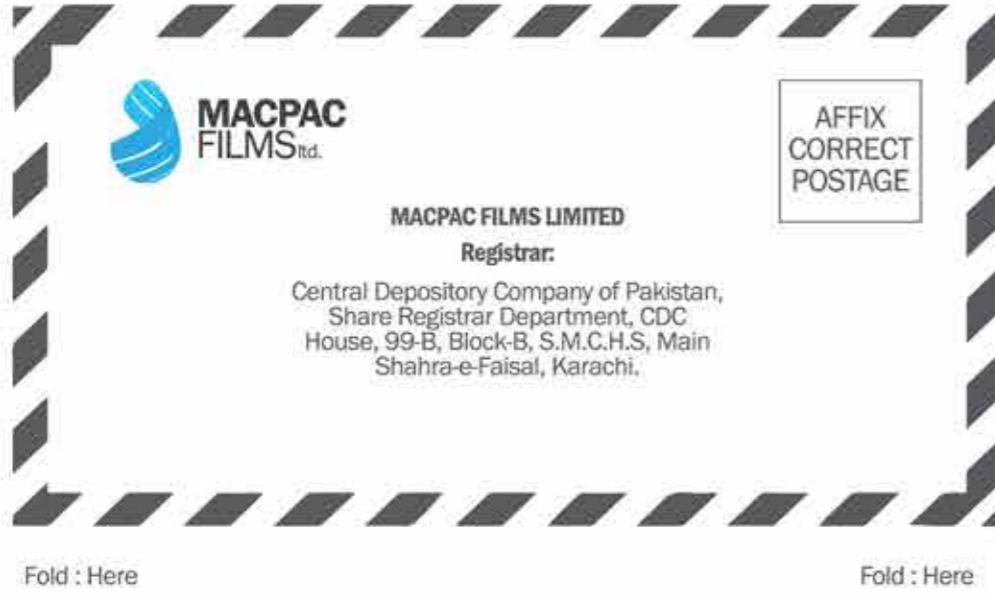 MACPAC
FILMS ltd.
AFFIX
CORRECT
POSTAGE
MACPAC FILMS LIMITED
Registrar:
Central Depository Company of Pakistan,
Share Registrar Department, CDC
House, 99-B, Block-B, S.M.C.H.S, Main
Shahra-e-Faisal, Karachi.
Fold : Here
Fold : Here